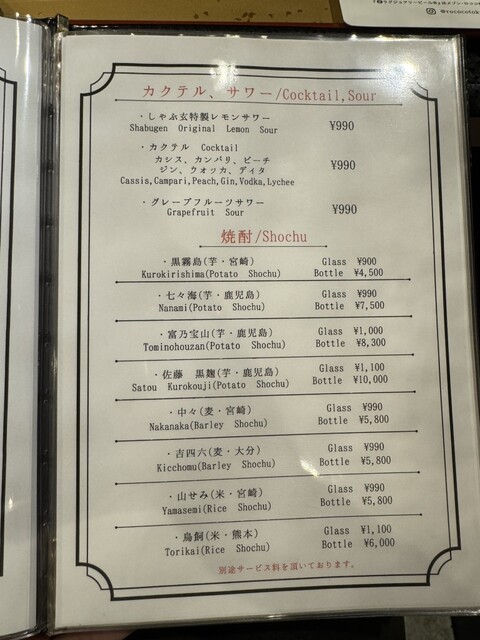 カクテル、サワー/Cocktail,Sour
・しゃぶ玄特製レモンサワー
Shabugen Original Lemon Sour ¥990
・カクテル Cocktail
カシス、カンパリ、ピーチ
ジン、ウォッカ、ディタ ¥990
Cassis,Campari,Peach,Gin,Vodka,Lychee
・グレープフルーツサワー
Grapefruit Sour ¥990
焼酎/Shochu
・黒霧島(芋・宮崎) Glass ¥900
Kurokirishima(Potato Shochu) Bottle ¥4,500
・七々海(芋・鹿児島) Glass ¥990
Nanami(Potato Shochu) Bottle ¥7,500
・富乃宝山(芋・鹿児島) Glass ¥1,000
Tominohouzan(Potato Shochu) Bottle ¥8,300
・佐藤 黒麹(芋・鹿児島) Glass ¥1,100
Satou Kurokouji(Potato Shochu) Bottle ¥10,000
・中々(麦・宮崎) Glass ¥990
Nakanaka(Barley Shochu) Bottle ¥5,800
・吉四六(麦・大分) Glass ¥990
Kicchomu(Barley Shochu) Bottle ¥5,800
・山せみ(米・宮崎) Glass ¥990
Yamasemi(Rice Shochu) Bottle ¥5,800
・鳥飼(米・熊本) Glass ¥1,100
Torikai(Rice Shochu) Bottle ¥6,000
別途サービス料を頂いております。